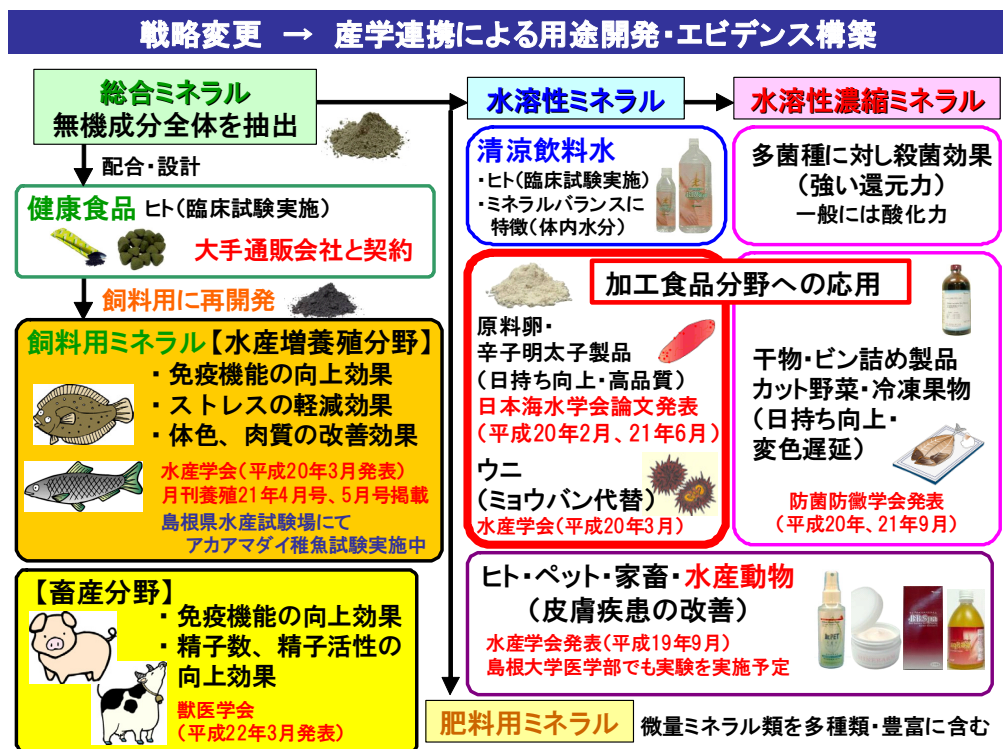 戦略変更 → 産学連携による用途開発・エビデンス構築
総合ミネラル
無機成分全体を抽出
配合・設計
健康食品 ヒト(臨床試験実施)
大手通販会社と契約
飼料用に再開発
飼料用ミネラル【水産増養殖分野】
・免疫機能の向上効果
・ストレスの軽減効果
・体色、肉質の改善効果
水産学会(平成20年3月発表)
月刊養殖21年4月号、5月号掲載
島根県水産試験場にて
アカアマダイ稚魚試験実施中
【畜産分野】
・免疫機能の向上効果
・精子数、精子活性の
向上効果
獣医学会
(平成22年3月発表)
水溶性ミネラル
清涼飲料水
・ヒト(臨床試験実施)
・ミネラルバランスに
特徴(体内水分)
水溶性濃縮ミネラル
多菌種に対し殺菌効果
(強い還元力)
一般には酸化力
加工食品分野への応用
原料卵・
辛子明太子製品
(日持ち向上・高品質)
日本海水学会論文発表
(平成20年2月、21年6月)
ウニ
(ミョウバン代替)
水産学会(平成20年3月)
干物・ビン詰め製品
カット野菜・冷凍果物
(日持ち向上・
変色遅延)
防菌防黴学会発表
(平成20年、21年9月)
ヒト・ペット・家畜・水産動物
(皮膚疾患の改善)
水産学会発表(平成19年9月)
島根大学医学部でも実験を実施予定
肥料用ミネラル 微量ミネラル類を多種類・豊富に含む